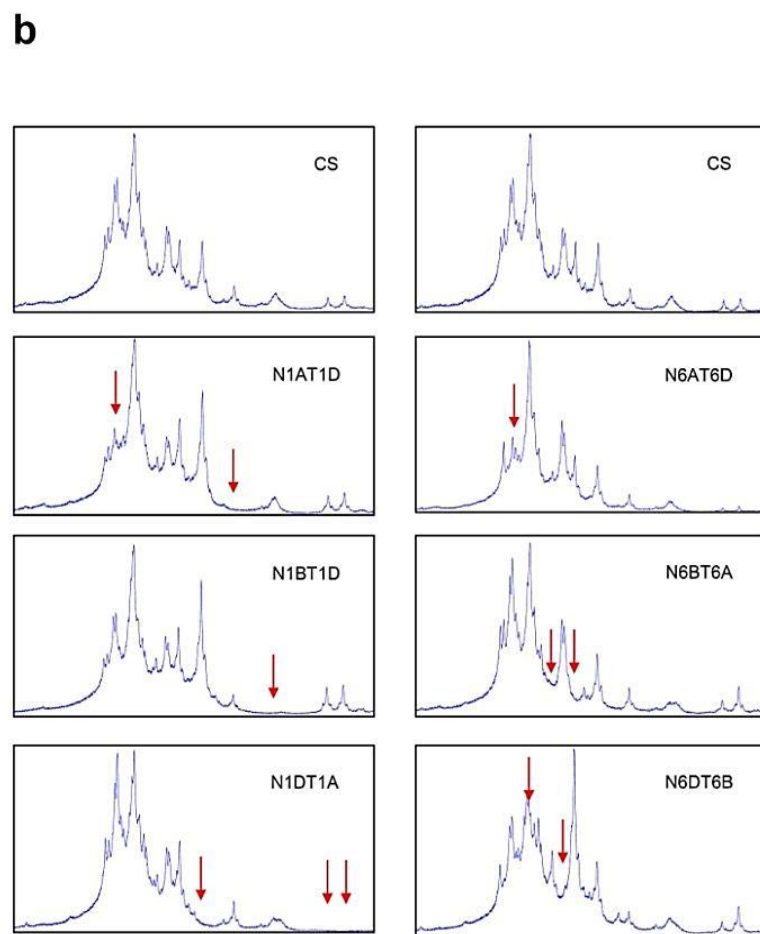 b
CS
CS
N1AT1D
N6AT6D
N1BT1D
N6BT6A
N1DT1A
N6DT6B